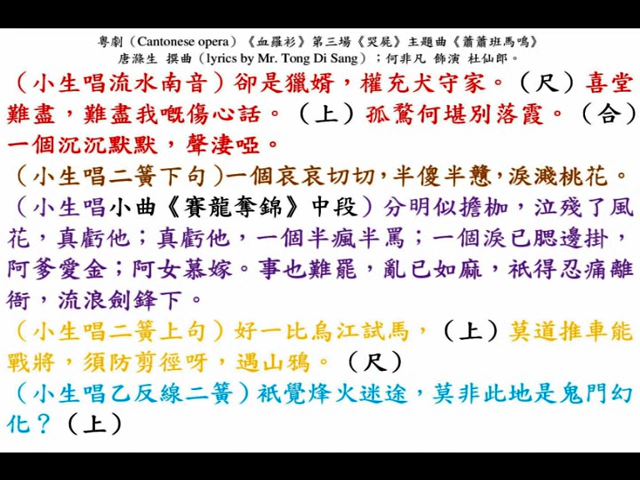 粵劇（Cantonese opera）《血羅衫》第三場《哭屍》主題曲《蕭蕭班馬鳴》
唐滌生 撰曲（lyrics by Mr. Tong Di Sang）；何非凡 飾演 杜仙郎。
（小生唱流水南音）卻是獵婿，權充犬守家。（尺）喜堂
難盡，難盡我嘅傷心話。（上）孤鶩何堪別落霞。（合）
一個沉沉默默，聲淒啞。
（小生唱二簧下句）一個哀哀切切，半傻半戇，淚濺桃花。
（小生唱小曲《賽龍奪錦》中段）分明似擔枷，泣殘了風
花，真虧他；真虧他，一個半瘋半罵；一個淚已腮邊掛，
阿爹愛金；阿女慕嫁。事也難罷，亂已如麻，祇得忍痛離
衙，流浪劍鋒下。
（小生唱二簧上句）好一比烏江試馬，（上）莫道推車能
戰將，須防剪徑呀，遇山鴉。（尺）
（小生唱乙反線二簧）祇覺烽火迷途，莫非此地是鬼門幻
化？（上）